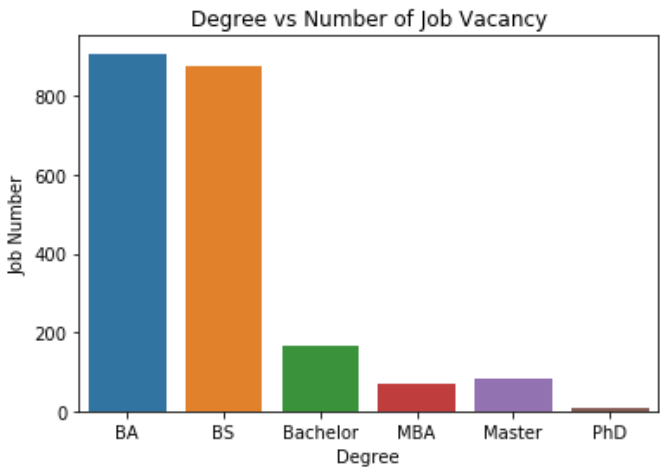 Degree vs Number of Job Vacancy
Job Number
800
600
400
200
0
BA BS Bachelor MBA Master PhD
Degree